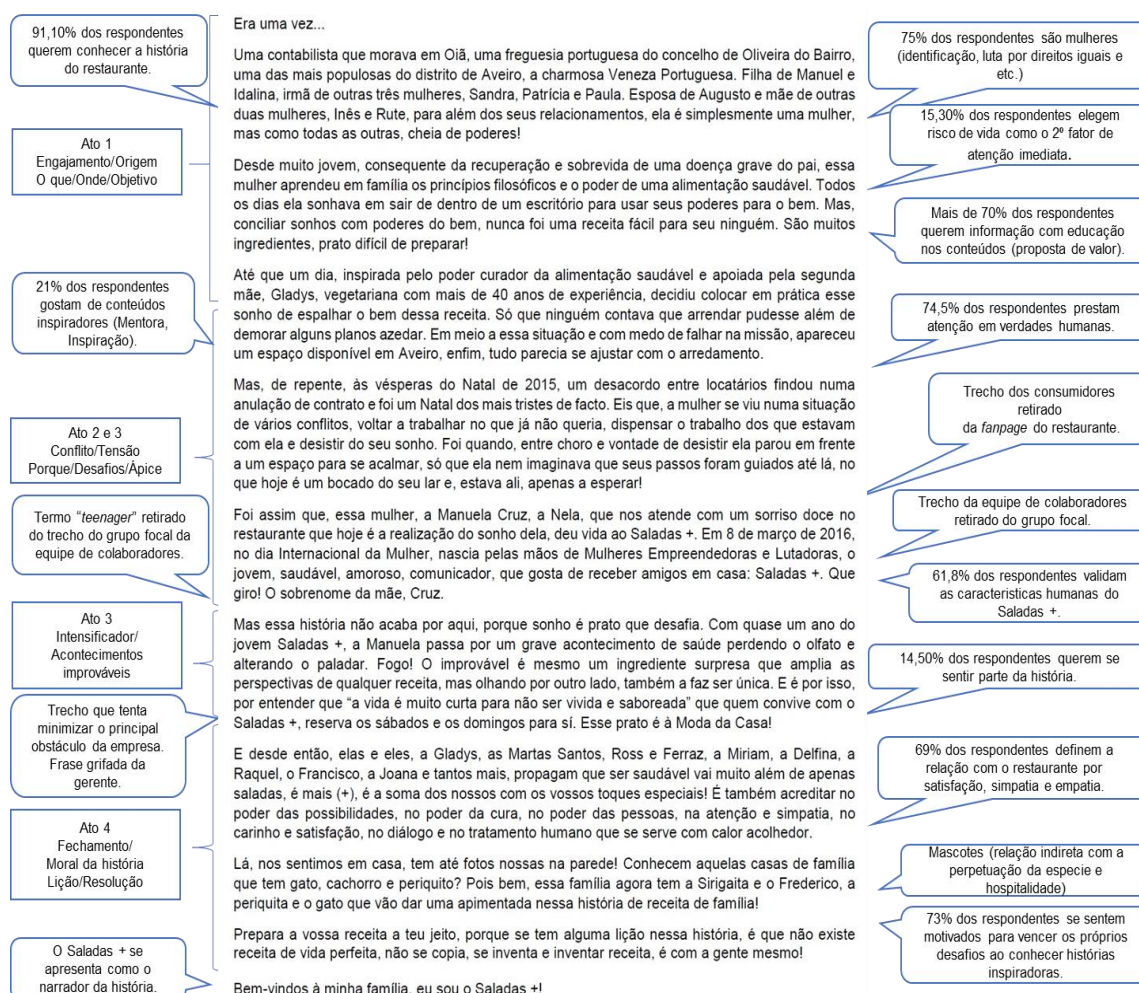 91,10% dos respondentes
querem conhecer a história
do restaurante.
Ato 1
Engajamento/Origem
O que/Onde/Objetivo
21% dos respondentes
gostam de conteúdos
inspiradores (Mentora,
Inspiração).
Ato 2 e 3
Conflito/Tensão
Porque/Desafios/Ápice
Termo “teenager” retirado
do trecho do grupo focal da
equipe de colaboradores.
Ato 3
Intensificador/
Acontecimentos
improváveis
Trecho que tenta
minimizar o principal
obstáculo da empresa.
Frase grifada da
gerente.
Ato 4
Fechamento/
Moral da história
Lição/Resolução
O Saladas + se
apresenta como o
narrador da história.
Era uma vez...
Uma contabilista que morava em Oiã, uma freguesia portuguesa do concelho de Oliveira do Bairro,
uma das mais populosas do distrito de Aveiro, a charmosa Veneza Portuguesa. Filha de Manuel e
Idalina, irmã de outras três mulheres, Sandra, Patrícia e Paula. Esposa de Augusto e mãe de outras
duas mulheres, Inês e Rute, para além dos seus relacionamentos, ela é simplesmente uma mulher,
mas como todas as outras, cheia de poderes!
Desde muito jovem, consequente da recuperação e sobrevida de uma doença grave do pai, essa
mulher aprendeu em família os princípios filosóficos e o poder de uma alimentação saudável. Todos
os dias ela sonhava em sair de dentro de um escritório para usar seus poderes para o bem. Mas,
conciliar sonhos com poderes do bem, nunca foi uma receita fácil para seu ninguém. São muitos
ingredientes, prato difícil de preparar!
Até que um dia, inspirada pelo poder curador da alimentação saudável e apoiada pela segunda
mãe, Gladys, vegetariana com mais de 40 anos de experiência, decidiu colocar em prática esse
sonho de espalhar o bem dessa receita. Só que ninguém contava que arrendar pudesse além de
demorar alguns planos azedar. Em meio a essa situação e com medo de falhar na missão, apareceu
um espaço disponível em Aveiro, enfim, tudo parecia se ajustar com o arredamento.
Mas, de repente, às vésperas do Natal de 2015, um desacordo entre locatários findou numa
anulação de contrato e foi um Natal dos mais tristes de facto. Eis que, a mulher se viu numa situação
de vários conflitos, voltar a trabalhar no que já não queria, dispensar o trabalho dos que estavam
com ela e desistir do seu sonho. Foi quando, entre choro e vontade de desistir ela parou em frente
a um espaço para se acalmar, só que ela nem imaginava que seus passos foram guiados até lá, no
que hoje é um bocado do seu lar e, estava ali, apenas a esperar!
Foi assim que, essa mulher, a Manuela Cruz, a Nela, que nos atende com um sorriso doce no
restaurante que hoje é a realização do sonho dela, deu vida ao Saladas +. Em 8 de março de 2016,
no dia Internacional da Mulher, nascia pelas mãos de Mulheres Empreendedoras e Lutadoras, o
jovem, saudável, amoroso, comunicador, que gosta de receber amigos em casa: Saladas +. Que
giro! O sobrenome da mãe, Cruz.
Mas essa história não acaba por aqui, porque sonho é prato que desafia. Com quase um ano do
jovem Saladas +, a Manuela passa por um grave acontecimento de saúde perdendo o olfato e
alterando o paladar. Fogo! O improvável é mesmo um ingrediente surpresa que amplia as
perspectivas de qualquer receita, mas olhando por outro lado, também a faz ser única. E é por isso,
por entender que “a vida é muito curta para não ser vivida e saboreada” que quem convive com o
Saladas +, reserva os sábados e os domingos para sí. Esse prato é à Moda da Casa!
E desde então, elas e eles, a Gladys, as Martas Santos, Ross e Ferraz, a Miriam, a Delfina, a
Raquel, o Francisco, a Joana e tantos mais, propagam que ser saudável vai muito além de apenas
saladas, é mais (+), é a soma dos nossos com os vossos toques especiais! É também acreditar no
poder das possibilidades, no poder da cura, no poder das pessoas, na atenção e simpatia, no
carinho e satisfação, no diálogo e no tratamento humano que se serve com calor acolhedor.
Lá, nos sentimos em casa, tem até fotos nossas na parede! Conhecem aquelas casas de família
que tem gato, cachorro e periquito? Pois bem, essa família agora tem a Sirigaita e o Frederico, a
periquita e o gato que vão dar uma apimentada nessa história de receita de família!
Prepara a vossa receita a teu jeito, porque se tem alguma lição nessa história, é que não existe
receita de vida perfeita, não se copia, se inventa e inventar receita, é com a gente mesmo!
Bem-vindos à minha família, eu sou o Saladas +!
75% dos respondentes são mulheres
(identificação, luta por direitos iguais e
etc.)
15,30% dos respondentes elegem
risco de vida como o 2º fator de
atenção imediata.
Mais de 70% dos respondentes
querem informação com educação
nos conteúdos (proposta de valor).
74,5% dos respondentes prestam
atenção em verdades humanas.
Trecho dos consumidores
retirado
da fanpage do restaurante.
Trecho da equipe de colaboradores
retirado do grupo focal.
61,8% dos respondentes validam
as caracteristicas humanas do
Saladas +.
14,50% dos respondentes querem se
sentir parte da história.
69% dos respondentes definem a
relação com o restaurante por
satisfação, simpatia e empatia.
Mascotes (relação indireta com a
perpetuação da especie e
hospitalidade)
73% dos respondentes se sentem
motivados para vencer os próprios
desafios ao conhecer histórias
inspiradoras.